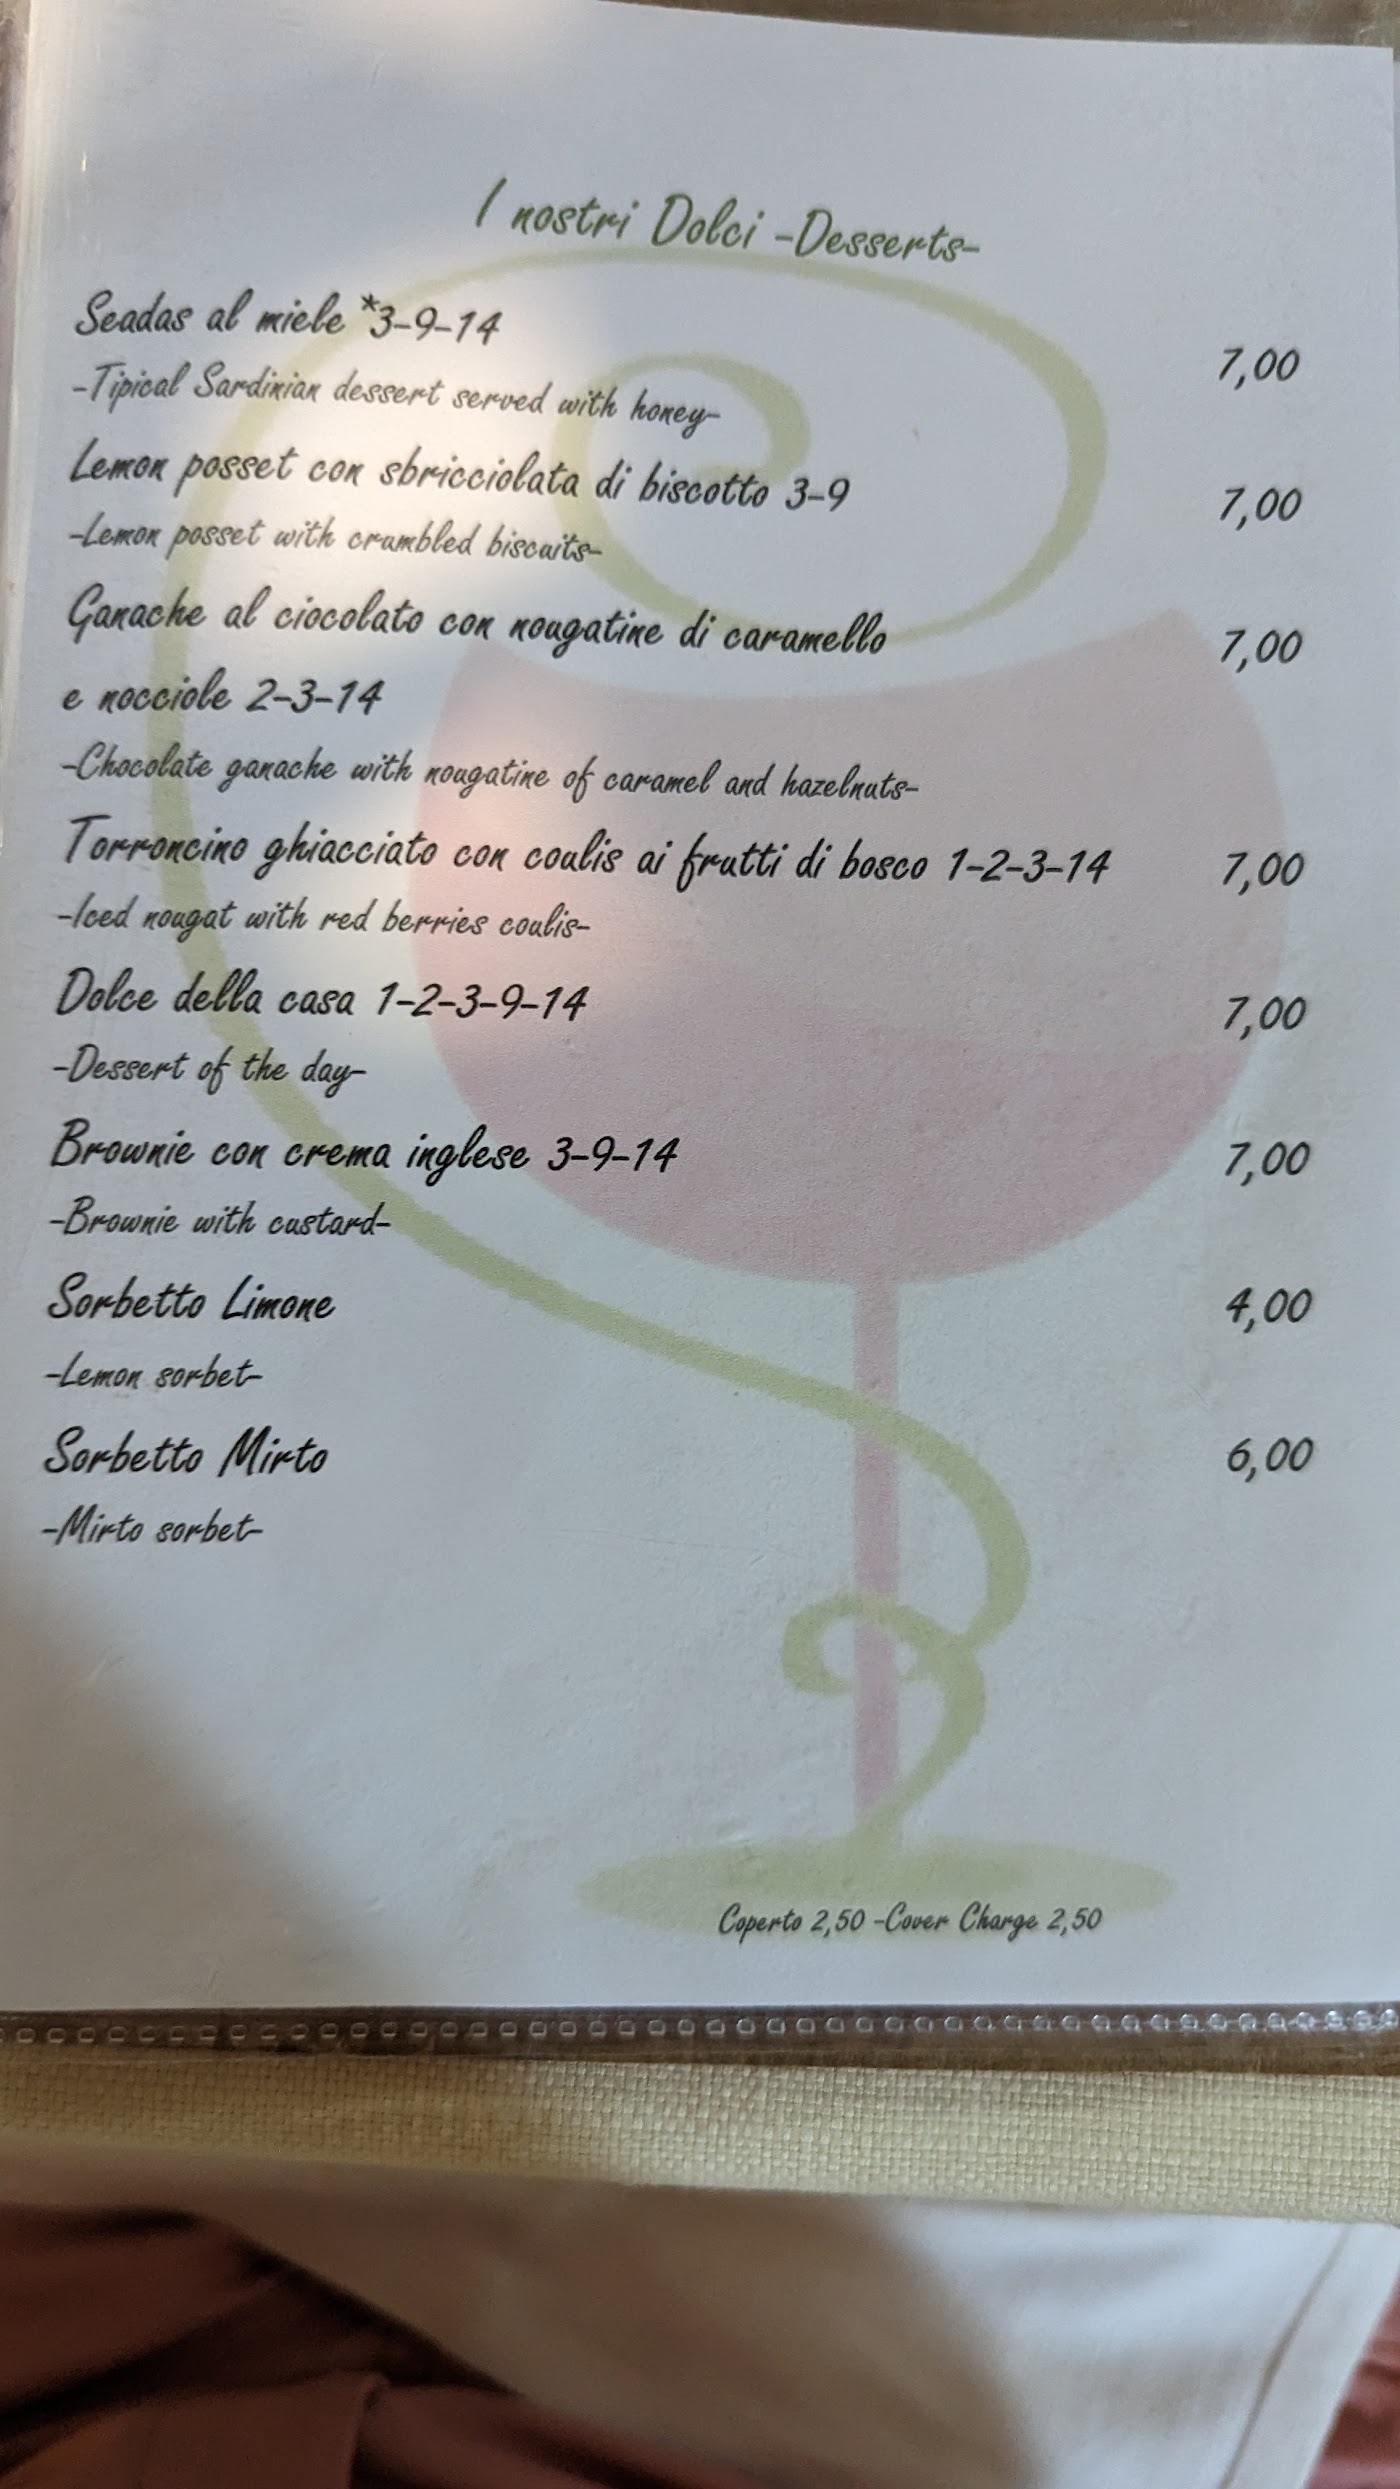 I nostri Dolci -Desserts-
Seadas al miele *3-9-14 7,00
-Tipical Sardinian dessert served with honey-
Lemon posset con sbricciolata di biscotto 3-9 7,00
-Lemon posset with crumbled biscuits-
Ganache al ciocolato con nougatine di caramello 7,00
e nocciole 2-3-14
-Chocolate ganache with nougatine of caramel and hazelnuts-
Torroncino ghiacciato con coulis ai frutti di bosco 1-2-3-14 7,00
-Iced nougat with red berries coulis-
Dolce della casa 1-2-3-9-14 7,00
-Dessert of the day-
Brownie con crema inglese 3-9-14 7,00
-Brownie with custard-
Sorbetto Limone 4,00
-Lemon sorbet-
Sorbetto Mirto 6,00
-Mirto sorbet-
Coperto 2,50 -Cover Charge 2,50